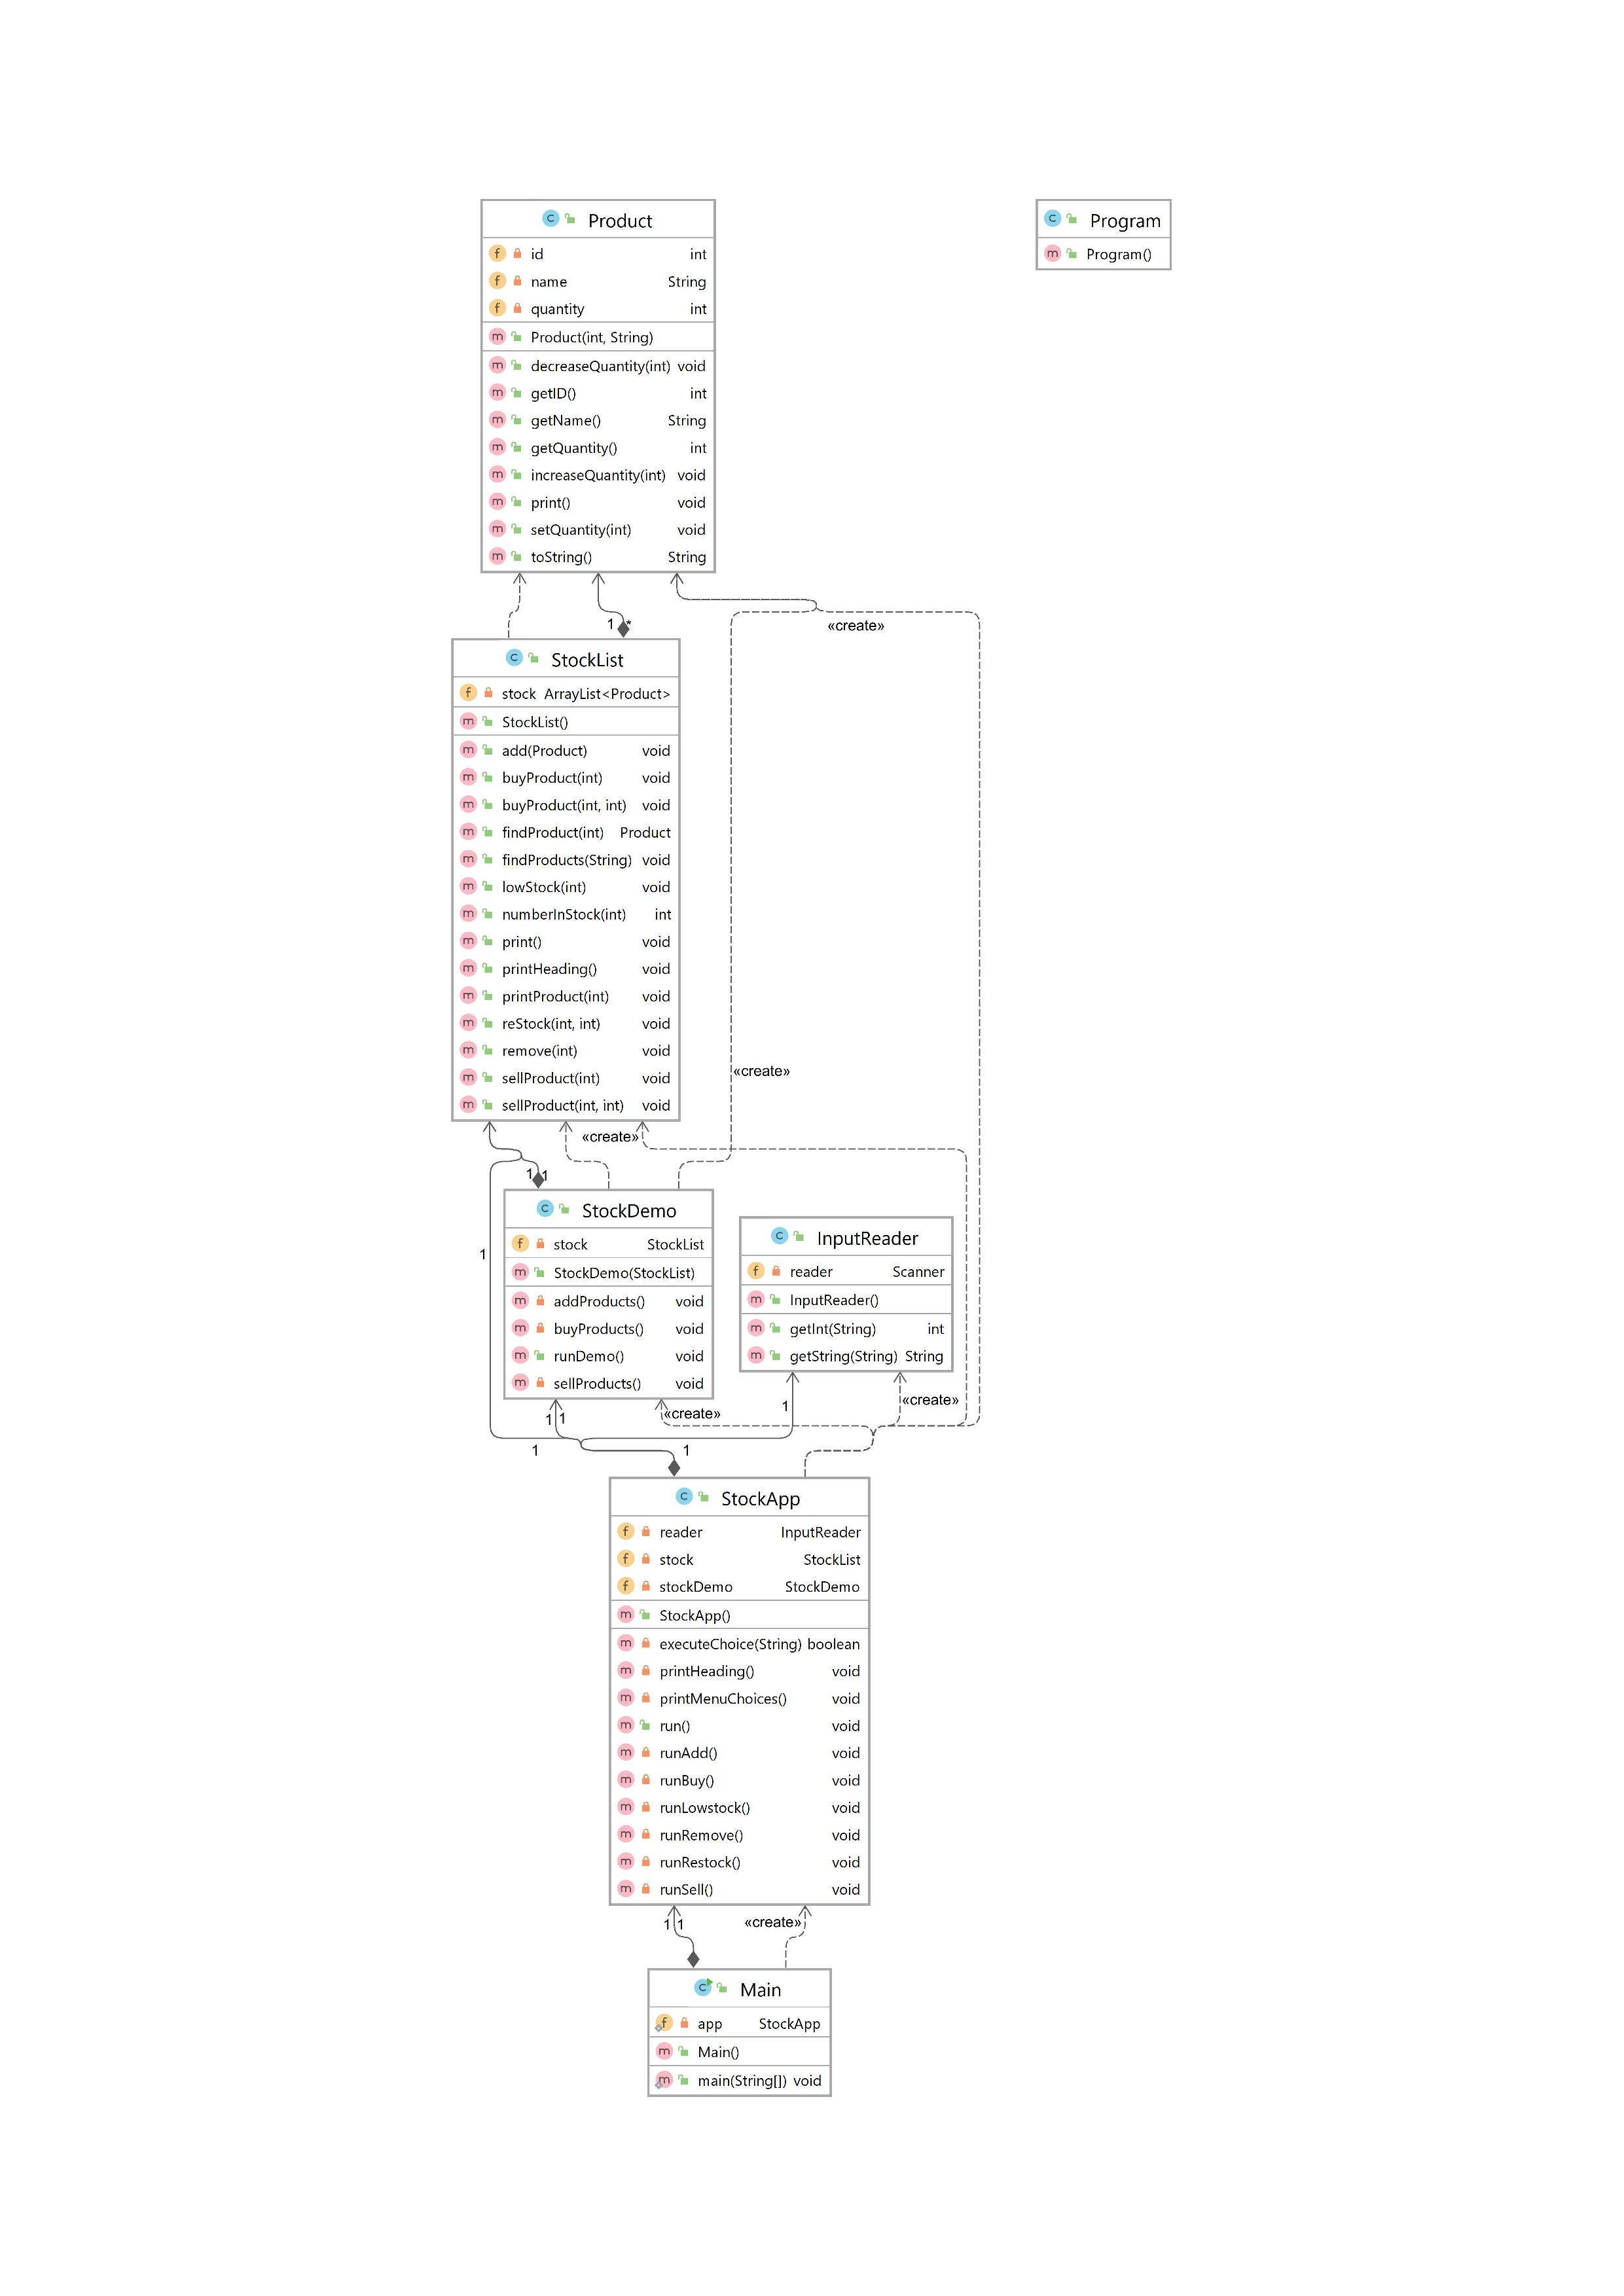 Product
id int
name String
quantity int
Product(int, String)
decreaseQuantity(int) void
getID() int
getName() String
getQuantity() int
increaseQuantity(int) void
print() void
setQuantity(int) void
toString() String
Program
Program()
1 *
«create»
StockList
stock ArrayList<Product>
StockList()
add(Product) void
buyProduct(int) void
buyProduct(int, int) void
findProduct(int) Product
findProducts(String) void
lowStock(int) void
numberInStock(int) int
print() void
printHeading() void
printProduct(int) void
reStock(int, int) void
remove(int) void
sellProduct(int) void
sellProduct(int, int) void
«create»
«create»
1 1
1
StockDemo
stock StockList
StockDemo(StockList)
addProducts() void
buyProducts() void
runDemo() void
sellProducts() void
InputReader
reader Scanner
InputReader()
getInt(String) int
getString(String) String
1 1 «create» 1 «create»
1 1
StockApp
reader InputReader
stock StockList
stockDemo StockDemo
StockApp()
executeChoice(String) boolean
printHeading() void
printMenuChoices() void
run() void
runAdd() void
runBuy() void
runLowstock() void
runRemove() void
runRestock() void
runSell() void
1 1 «create»
Main
app StockApp
Main()
main(String[]) void